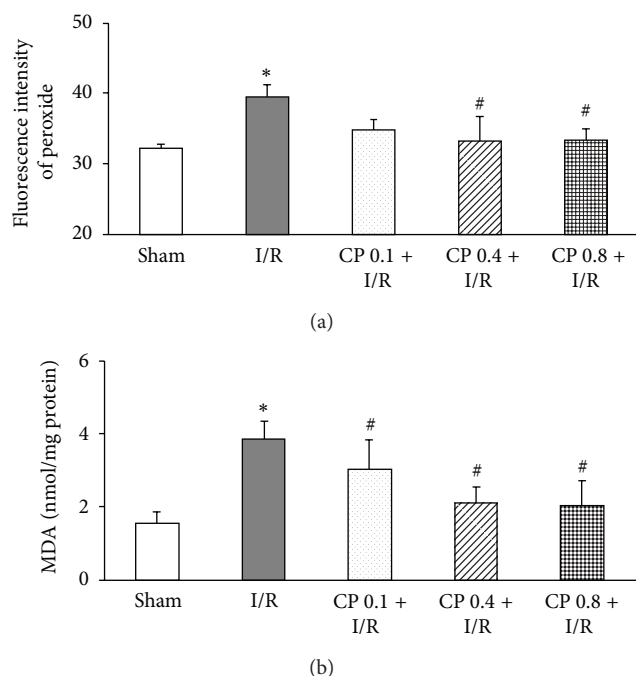 Fluorescence intensity
of peroxide
50
40
30
20
*
#
#
Sham
I/R
CP 0.1 +
I/R
CP 0.4 +
I/R
CP 0.8 +
I/R
(a)
MDA (nmol/mg protein)
6
4
2
0
*
#
#
#
Sham
I/R
CP 0.1 +
I/R
CP 0.4 +
I/R
CP 0.8 +
I/R
(b)